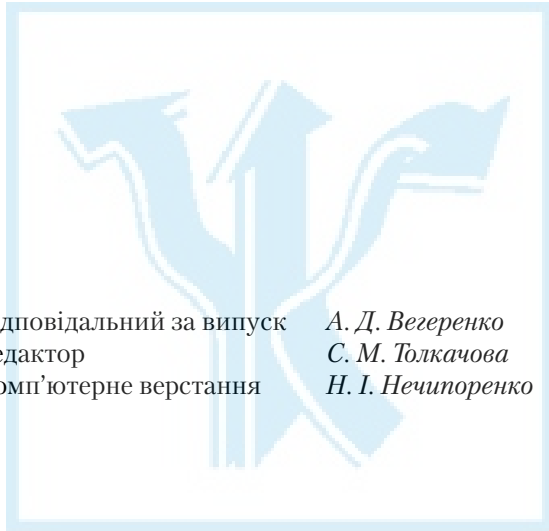 дповідальний за випуск А. Д. Вегеренко
едактор С. М. Толкачова
омп’ютерне верстання Н. І. Нечипоренко